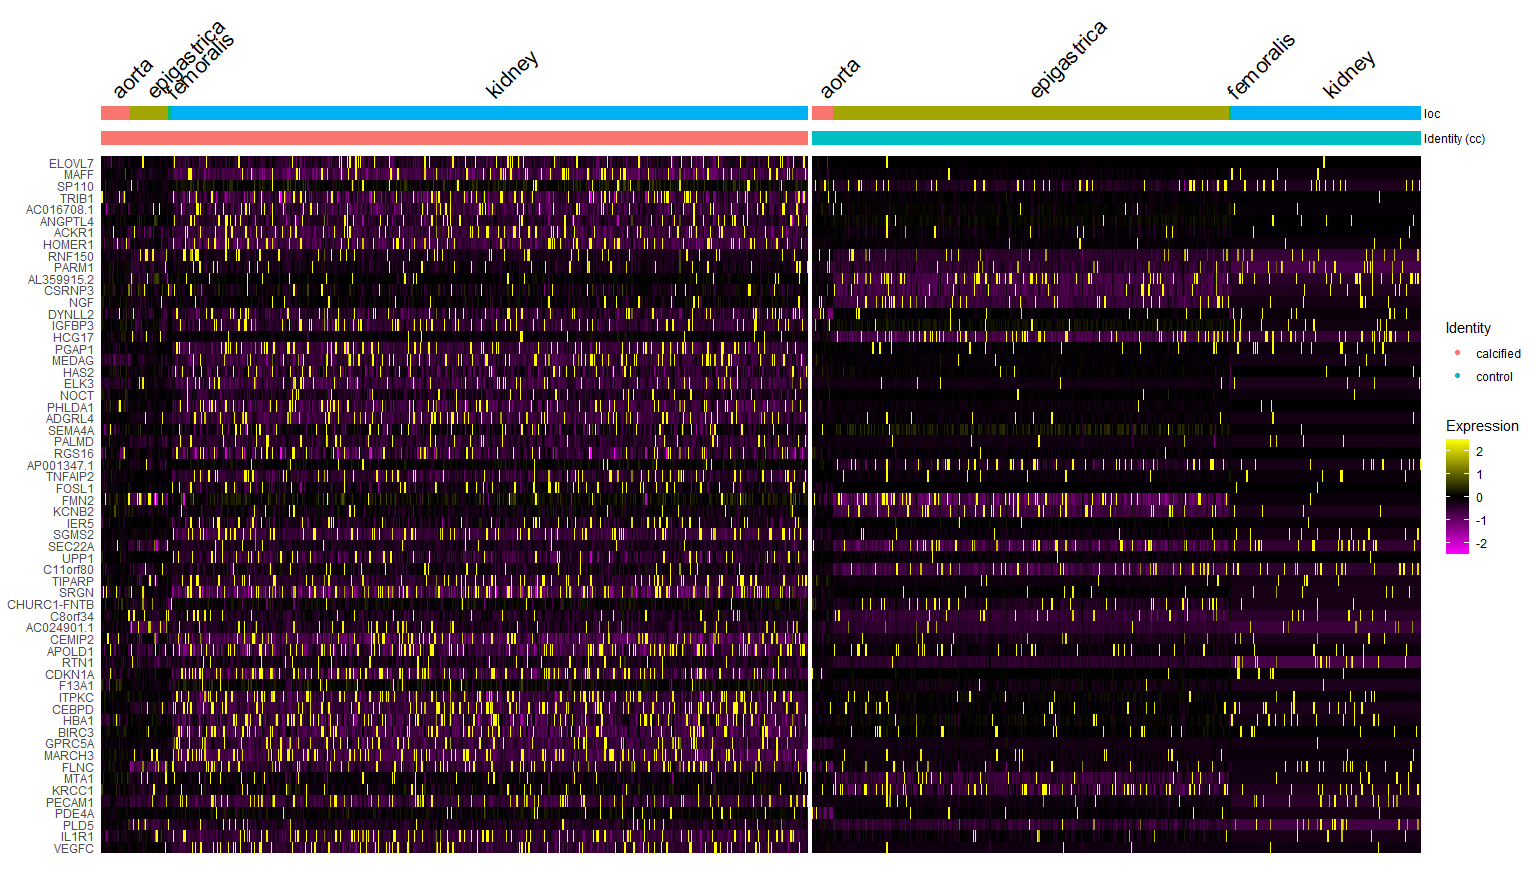 aorta
epigastrica
femoralis
kidney
aorta
epigastrica
femoralis
kidney
loc
Identity (cc)
ELOVL7
MAFF
SP110
TRIB1
AC016708.1
ANGPTL4
ACKR1
HOMER1
RNF150
PARM1
AL359915.2
CSRNP3
NGF
DYNLL2
IGFBP3
HCG17
PGAP1
MEDAG
HAS2
ELK3
NOCT
PHLDA1
ADGRL4
SEMA4A
PALMD
RGS16
AP001347.1
TNFAIP2
FOSL1
FMN2
KCNB2
IER5
SGMS2
SEC22A
UPP1
C11orf80
TIPARP
SRGN
CHURC1-FNTB
C8orf34
AC024901.1
CEMIP2
APOLD1
RTN1
CDKN1A
F13A1
ITPKC
CEBPD
HBA1
BIRC3
GPRC5A
MARCH3
FLNC
MTA1
KRCC1
PECAM1
PDE4A
PLD5
IL1R1
VEGFC
Identity
calcified
control
Expression
2
1
0
-1
-2